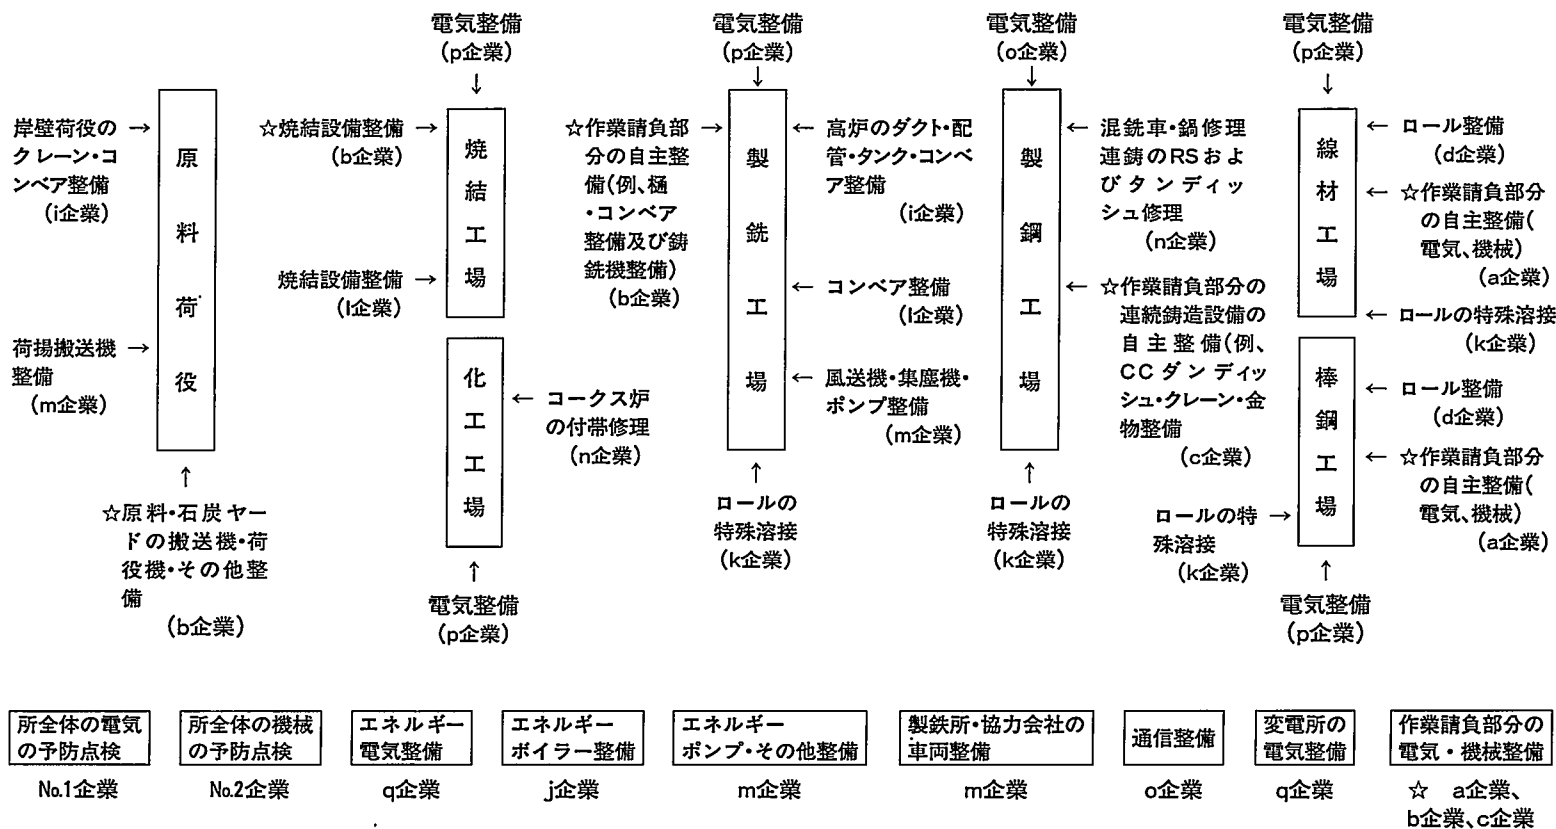 岸壁荷役の
クレーン・コ
ンベア整備
(i企業)
荷揚搬送機
整備
(m企業)
原料荷役
☆原料・石炭ヤー
ドの搬送機・荷
役機・その他整
備
(b企業)
電気整備
(p企業)
☆焼結設備整備
(b企業)
焼結設備整備
(l企業)
焼結工場
化工工場
コークス炉
の付帯修理
(n企業)
電気整備
(p企業)
電気整備
(p企業)
☆作業請負部
分の自主整
備(例、樋
・コンベア
整備及び鋳
銑機整備)
(b企業)
製銑工場
高炉のダクト・配
管・タンク・コンベ
ア整備
(i企業)
コンベア整備
(l企業)
風送機・集塵機・
ポンプ整備
(m企業)
ロールの
特殊溶接
(k企業)
電気整備
(o企業)
製鋼工場
混銑車・鍋修理
連鋳のRSおよ
びタンディッ
シュ修理
(n企業)
☆作業請負部分の
連続鋳造設備の
自主整備(例、
CCダンディッ
シュ・クレーン・金
物整備
(c企業)
ロールの
特殊溶接
(k企業)
電気整備
(p企業)
線材工場
ロール整備
(d企業)
☆作業請負部分
の自主整備(
電気、機械)
(a企業)
ロールの特殊溶接
(k企業)
棒鋼工場
ロール整備
(d企業)
☆作業請負部分
の自主整備(
電気、機械)
(a企業)
ロールの特
殊溶接
(k企業)
電気整備
(p企業)
所全体の電気
の予防点検
No.1企業
所全体の機械
の予防点検
No.2企業
エネルギー
電気整備
q企業
エネルギー
ボイラー整備
j企業
エネルギー
ポンプ・その他整備
m企業
製鉄所・協力会社の
車両整備
m企業
通信整備
o企業
変電所の
電気整備
q企業
作業請負部分の
電気・機械整備
☆ a企業、
b企業、c企業